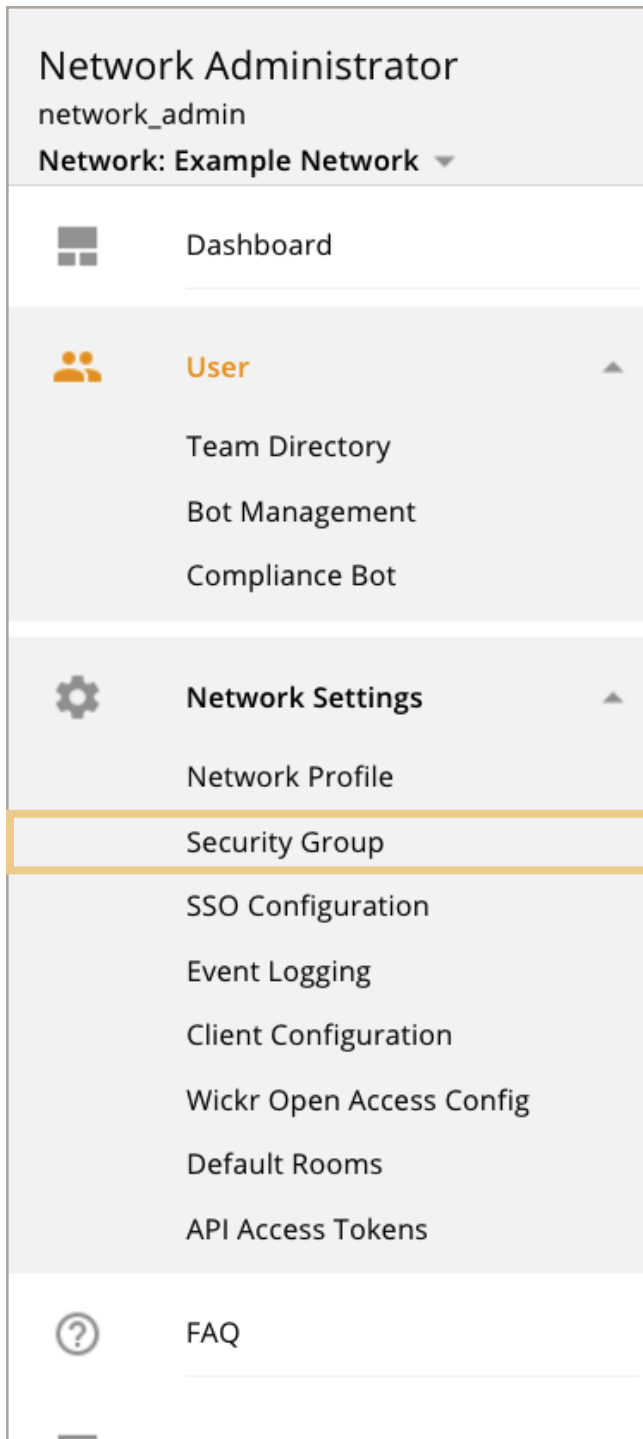 Network Administrator
network_admin
Network: Example Network
Dashboard
User
Team Directory
Bot Management
Compliance Bot
Network Settings
Network Profile
Security Group
SSO Configuration
Event Logging
Client Configuration
Wickr Open Access Config
Default Rooms
API Access Tokens
FAQ